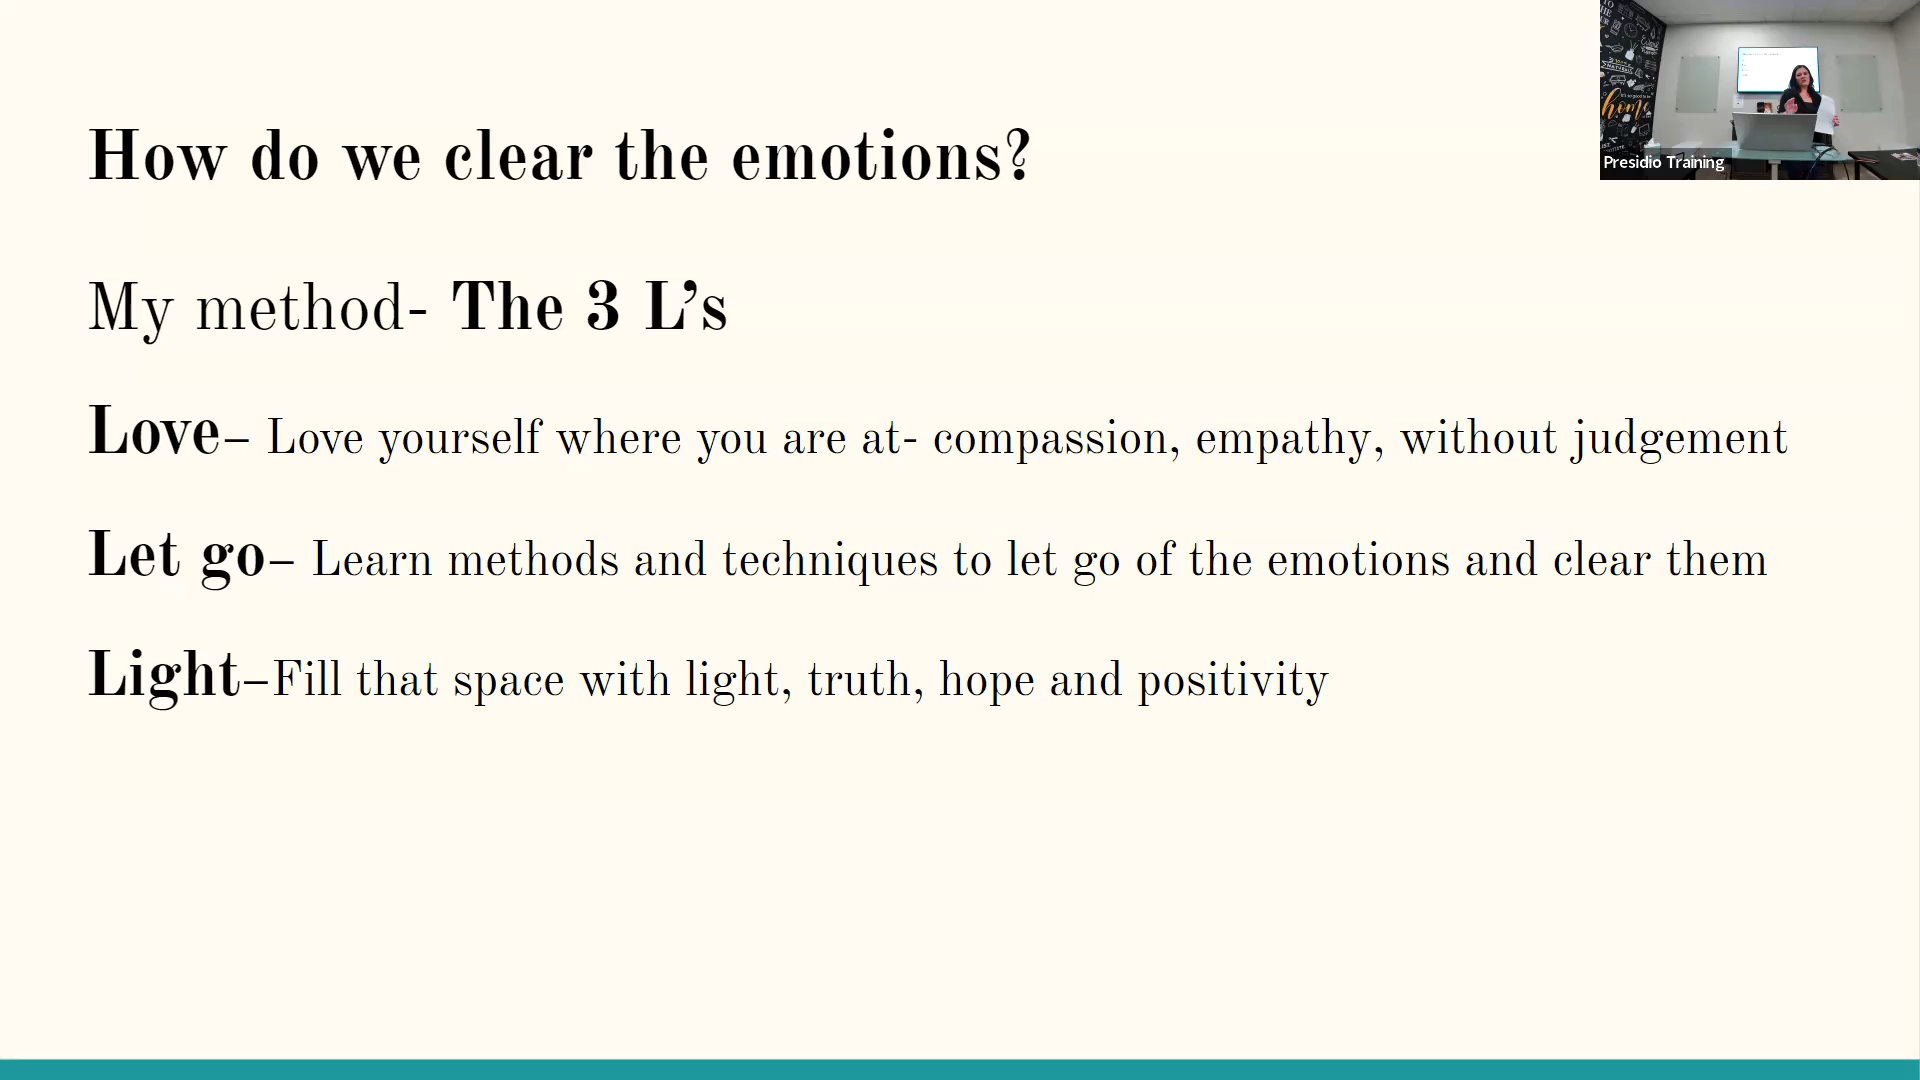 How do we clear the emotions?
My method- The 3 L’s
Love– Love yourself where you are at- compassion, empathy, without judgement
Let go– Learn methods and techniques to let go of the emotions and clear them
Light–Fill that space with light, truth, hope and positivity
home
Presidio Training